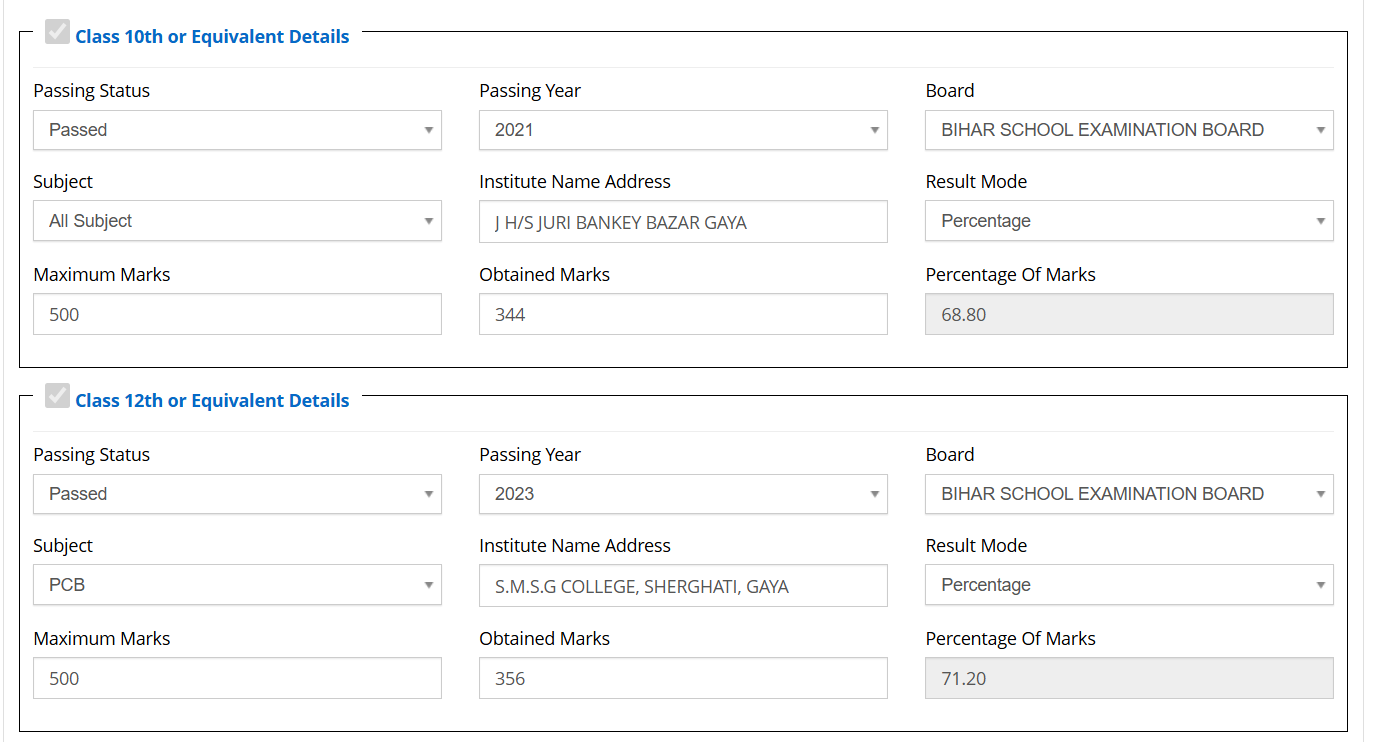 Class 10th or Equivalent Details
Passing Status Passing Year Board
Passed 2021 BIHAR SCHOOL EXAMINATION BOARD
Subject Institute Name Address Result Mode
All Subject J H/S JURI BANKEY BAZAR GAYA Percentage
Maximum Marks Obtained Marks Percentage Of Marks
500 344 68.80
Class 12th or Equivalent Details
Passing Status Passing Year Board
Passed 2023 BIHAR SCHOOL EXAMINATION BOARD
Subject Institute Name Address Result Mode
PCB S.M.S.G COLLEGE, SHERGHATI, GAYA Percentage
Maximum Marks Obtained Marks Percentage Of Marks
500 356 71.20